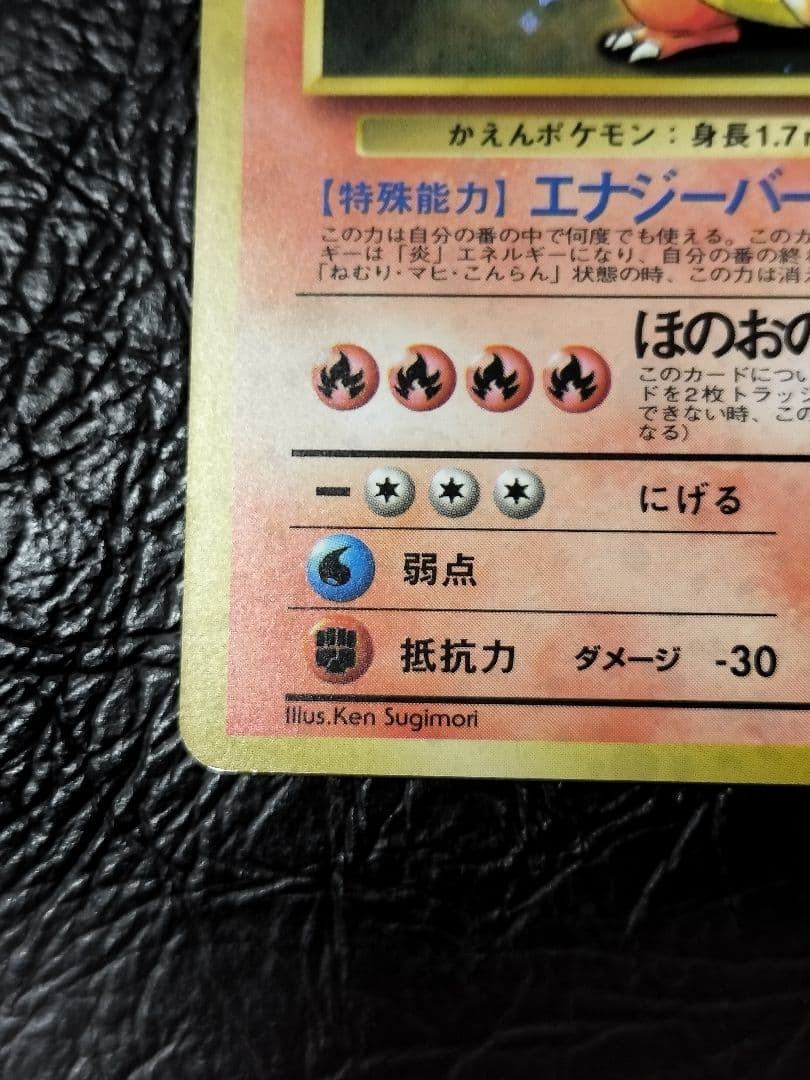 かえんポケモン：身長1.7m
【特殊能力】エナジーバー
この力は自分の番の中で何度でも使える。この力
ギーは「炎」エネルギーになり、自分の番の終わ
「ねむり・マヒ・こんらん」状態の時、この力は消え
ほのおの
このカードについ
ドを2枚トラッシ
できない時、この
なる)
にげる
弱点
抵抗力 ダメージ -30
Illus.Ken Sugimori